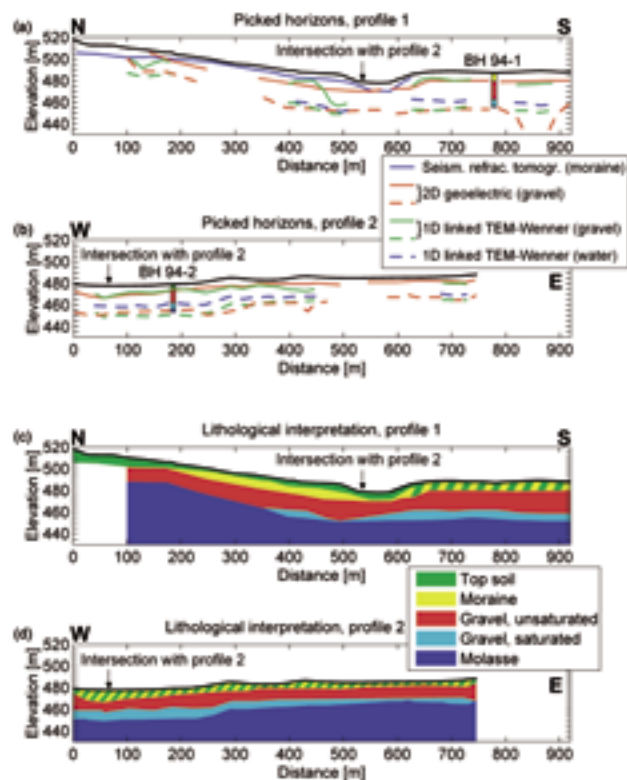 Picked horizons, profile 1
(a) N S
Intersection with profile 2
BH 94-1
Elevation [m]
520
500
480
460
440
0 100 200 300 400 500 600 700 800 900
Distance [m]
Seism. refrac. tomogr. (moraine)
2D geoelectric (gravel)
1D linked TEM-Wenner (gravel)
1D linked TEM-Wenner (water)
Picked horizons, profile 2
(b) W E
Intersection with profile 2
BH 94-2
Elevation [m]
520
500
480
460
440
0 100 200 300 400 500 600 700 800 900
Distance [m]
Lithological interpretation, profile 1
(c) N S
Intersection with profile 2
Elevation [m]
520
500
480
460
440
0 100 200 300 400 500 600 700 800 900
Distance [m]
Top soil
Moraine
Gravel, unsaturated
Gravel, saturated
Molasse
Lithological interpretation, profile 2
(d) W E
Intersection with profile 2
Elevation [m]
520
500
480
460
440
0 100 200 300 400 500 600 700 800 900
Distance [m]